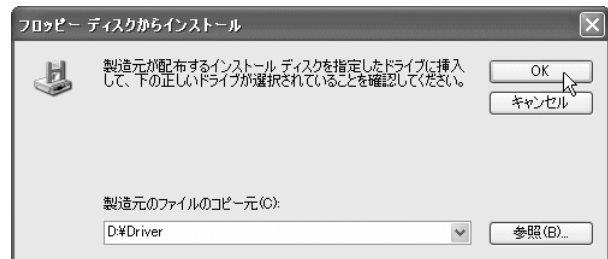 フロッピー ディスクからインストール
製造元が配布するインストール ディスクを指定したドライブに挿入
して、下の正しいドライブが選択されていることを確認してください。
OK
キャンセル
製造元のファイルのコピー元(C):
D:¥Driver
参照(B)...